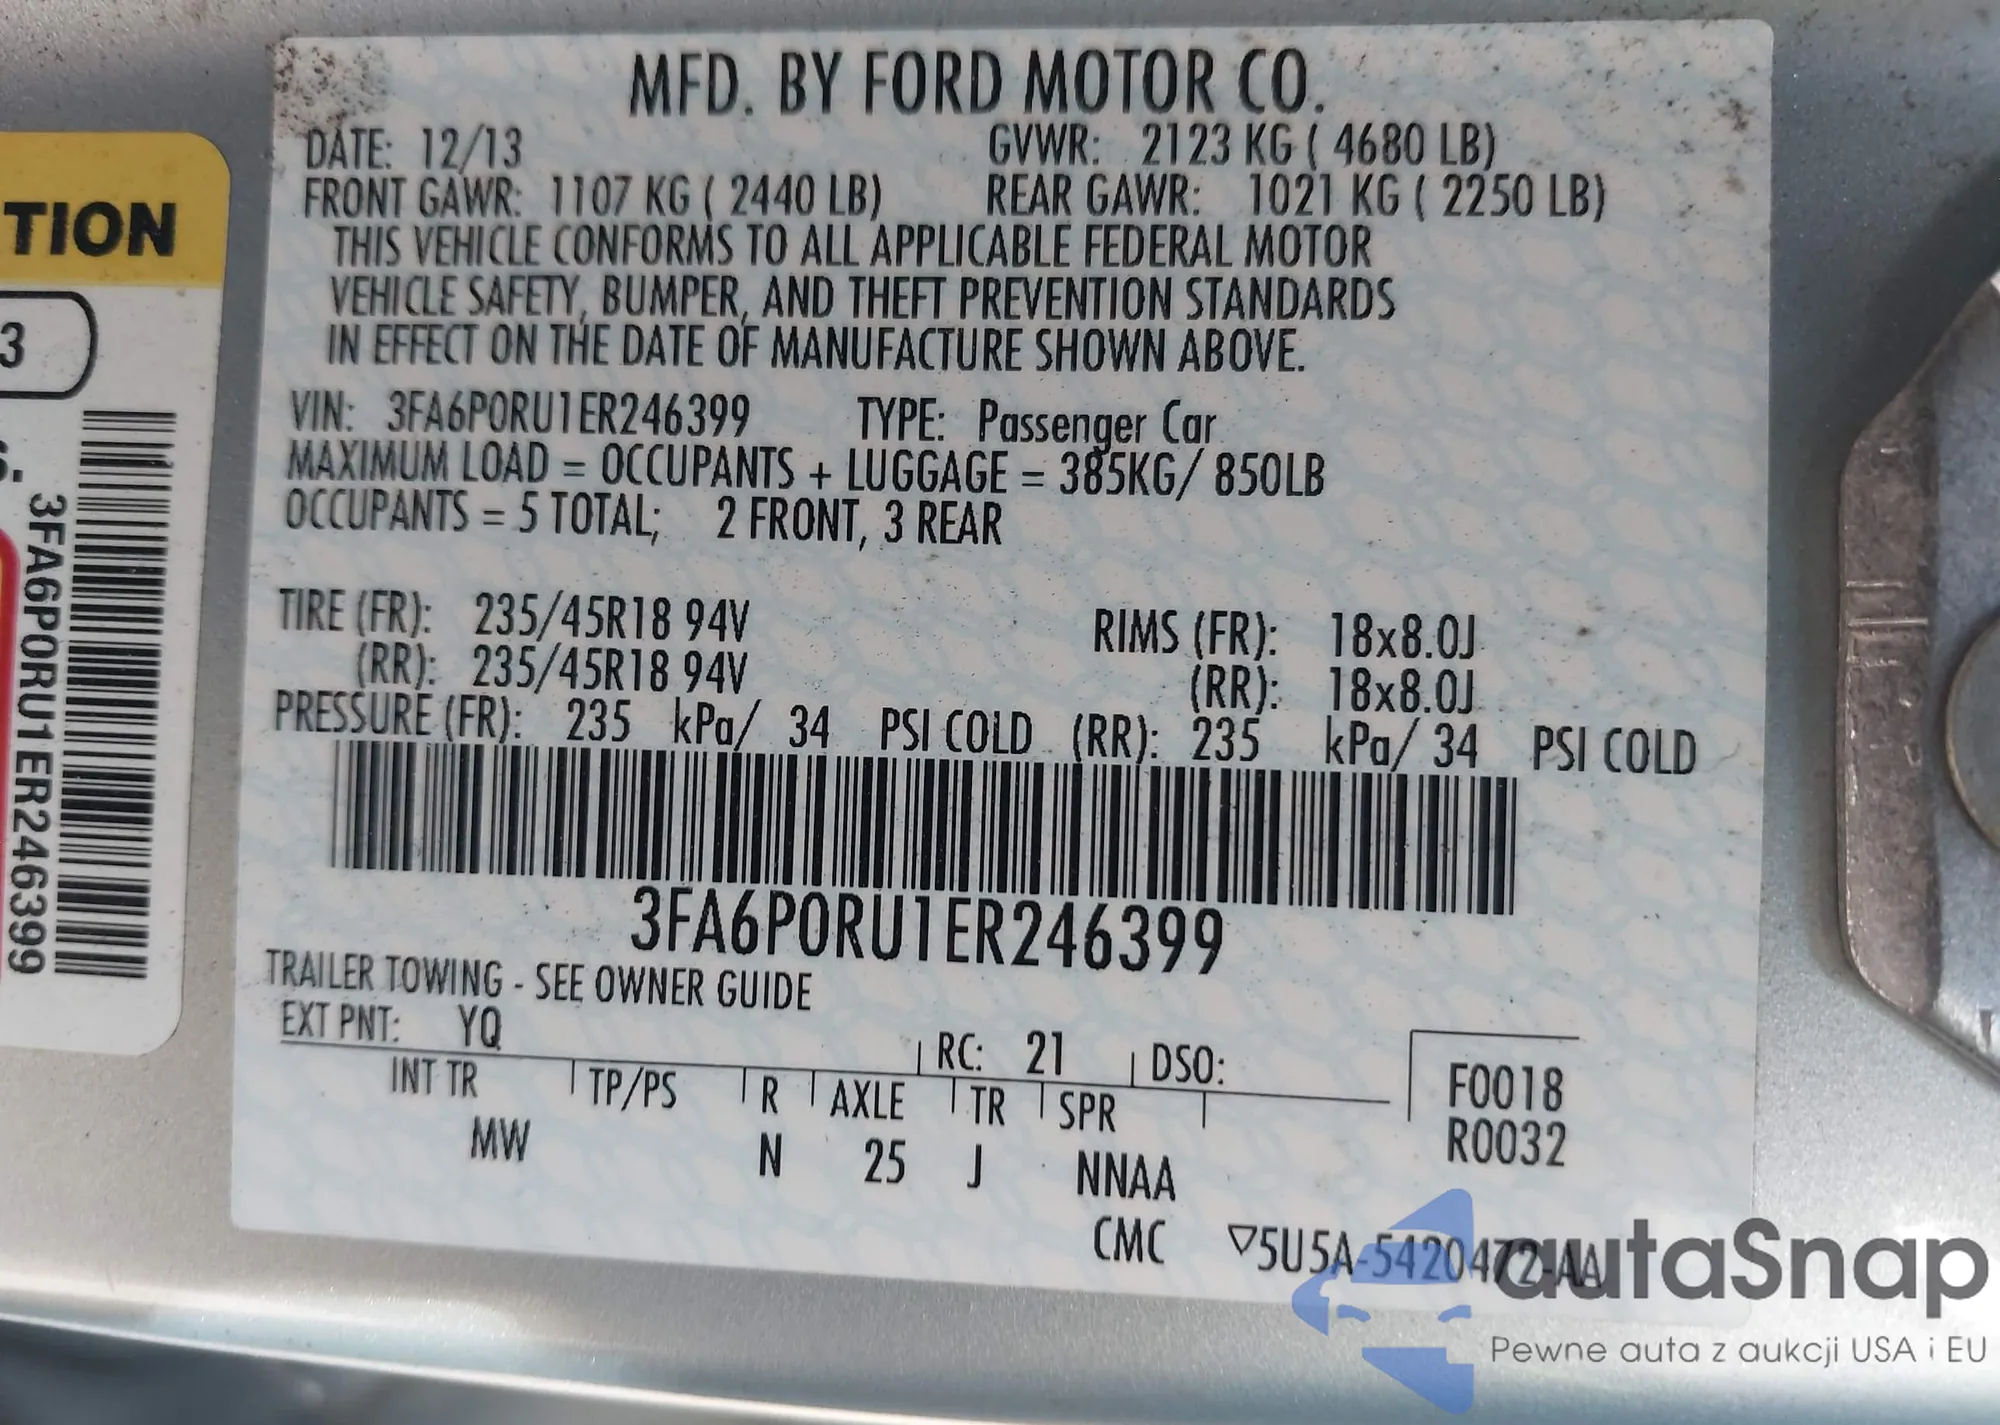 MFD. BY FORD MOTOR CO.
DATE: 12/13 GVWR: 2123 KG ( 4680 LB)
FRONT GAWR: 1107 KG ( 2440 LB) REAR GAWR: 1021 KG ( 2250 LB)
THIS VEHICLE CONFORMS TO ALL APPLICABLE FEDERAL MOTOR
VEHICLE SAFETY, BUMPER, AND THEFT PREVENTION STANDARDS
IN EFFECT ON THE DATE OF MANUFACTURE SHOWN ABOVE.
VIN: 3FA6P0RU1ER246399 TYPE: Passenger Car
MAXIMUM LOAD = OCCUPANTS + LUGGAGE = 385KG/ 850LB
OCCUPANTS = 5 TOTAL; 2 FRONT, 3 REAR
TIRE (FR): 235/45R18 94V RIMS (FR): 18x8.0J
(RR): 235/45R18 94V (RR): 18x8.0J
PRESSURE (FR): 235 kPa/ 34 PSI COLD (RR): 235 kPa/ 34 PSI COLD
3FA6P0RU1ER246399
TRAILER TOWING - SEE OWNER GUIDE
EXT PNT: YQ RC: 21 DSO:
INT TR TP/PS R AXLE TR SPR
MW N 25 J NNAA
F0018
R0032
CMC ▽5U5A-5420472-AA
TION
3
S.
3FA6P0RU1ER246399
autaSnap
Pewne auta z aukcji USA i EU